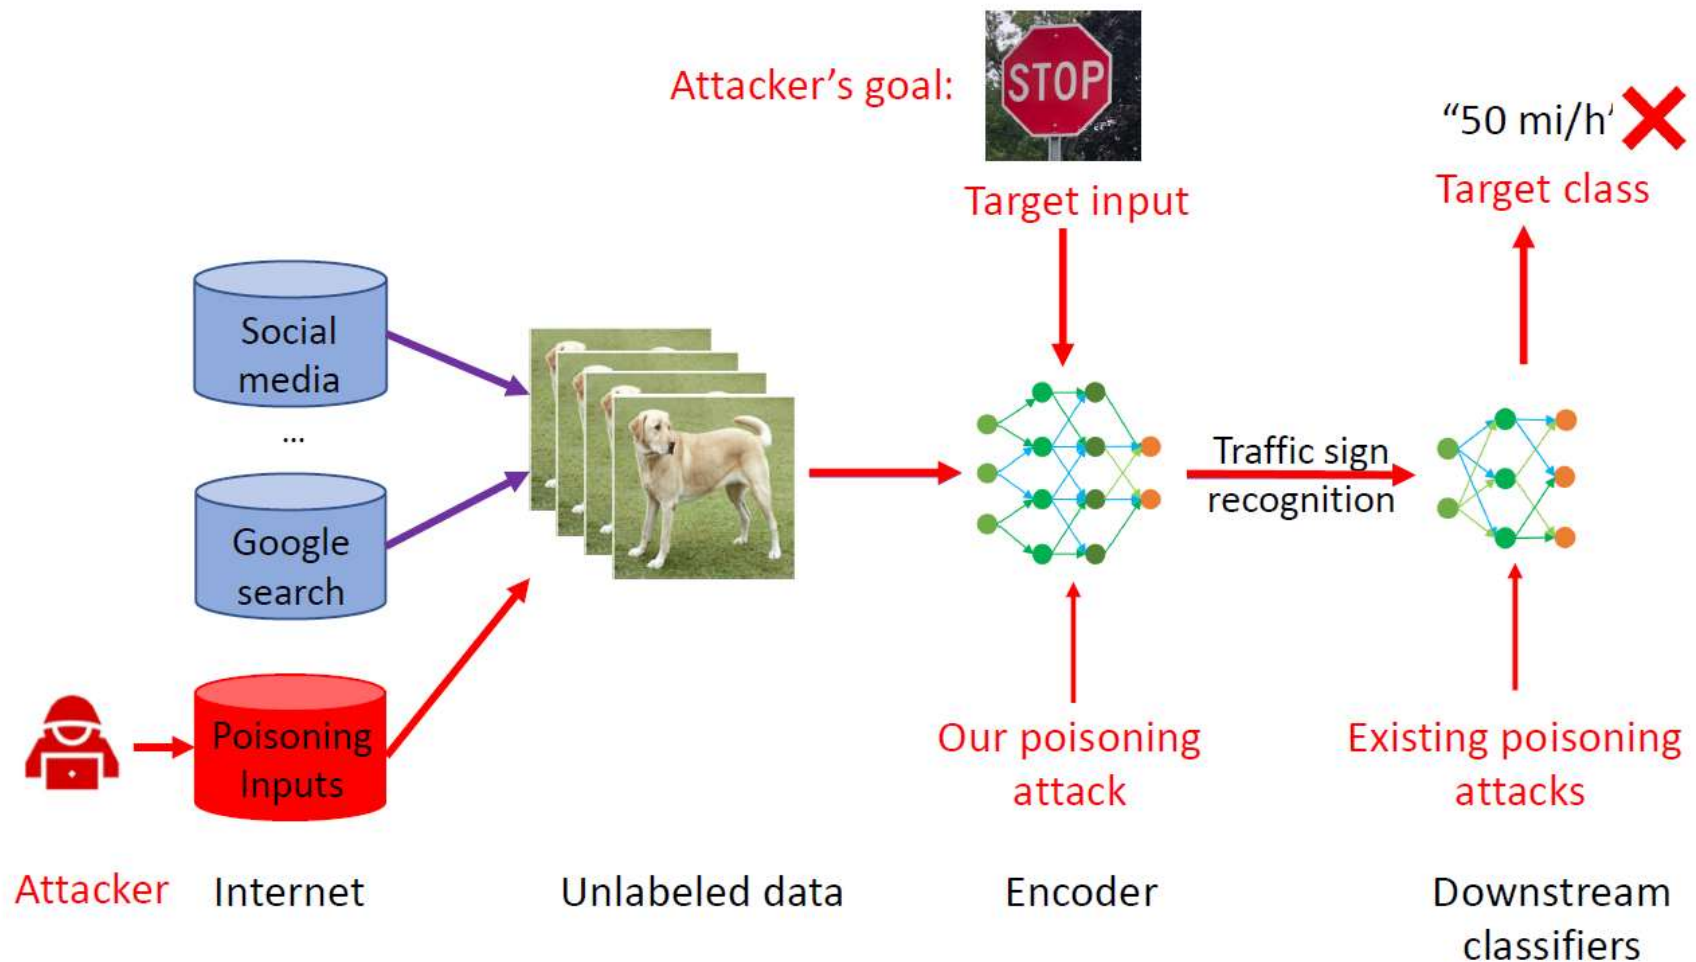 Attacker's goal:
STOP
Target input
“50 mi/h’
Target class
Social
media
...
Google
search
Poisoning
Inputs
Traffic sign
recognition
Our poisoning
attack
Existing poisoning
attacks
Attacker
Internet
Unlabeled data
Encoder
Downstream
classifiers